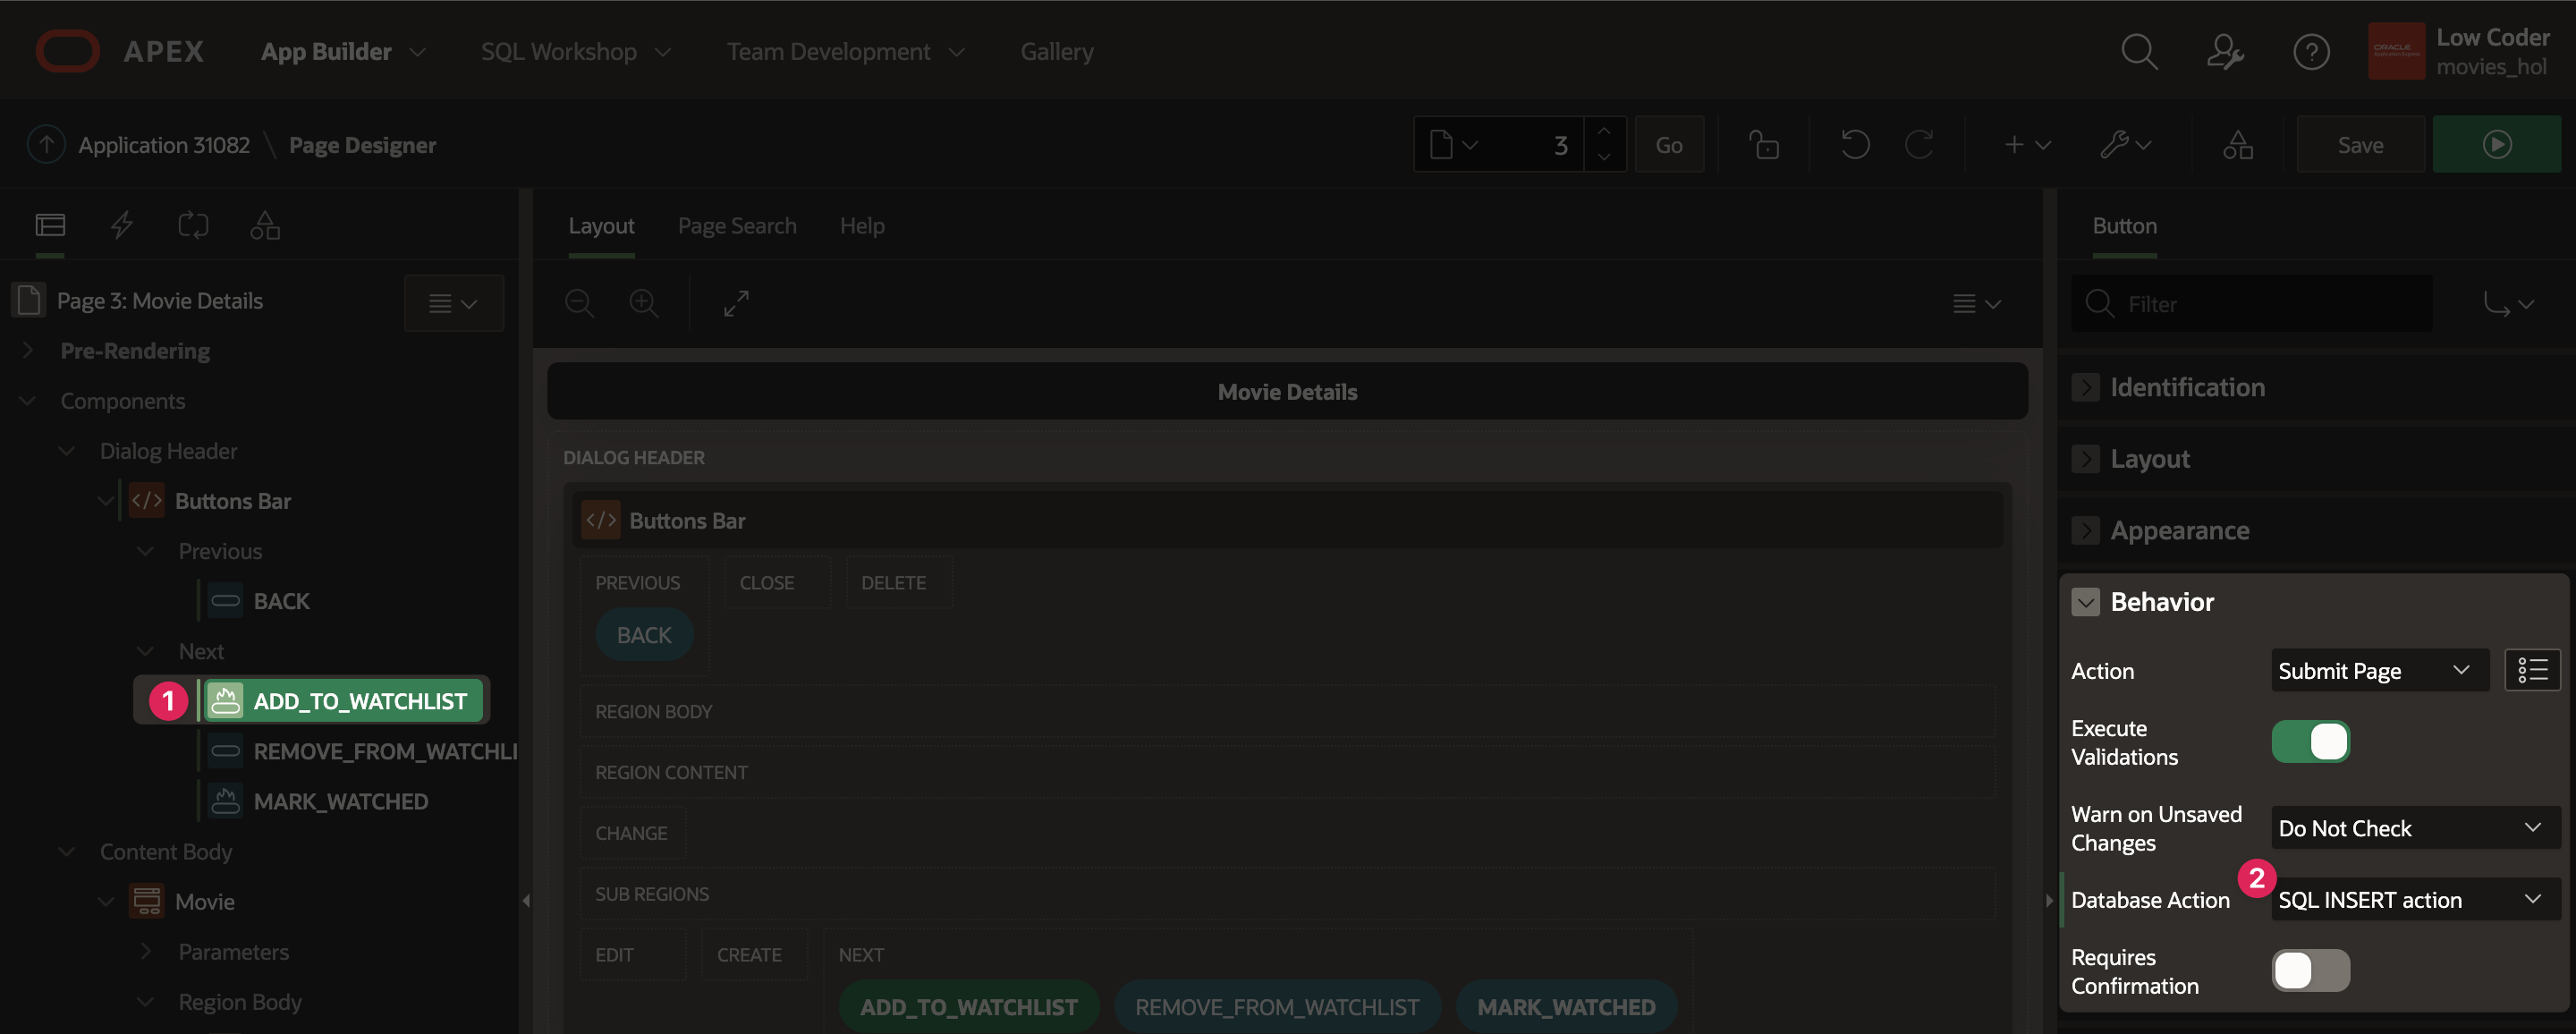 APEX
App Builder
SQL Workshop
Team Development
Gallery
ORACLE
Low Coder
movies_hol
Application 31082 \ Page Designer
3
Go
Save
Layout
Page Search
Help
Button
Page 3: Movie Details
Filter
Pre-Rendering
Components
Dialog Header
Buttons Bar
Previous
BACK
Next
1
ADD_TO_WATCHLIST
REMOVE_FROM_WATCHLI
MARK_WATCHED
Content Body
Movie
Parameters
Region Body
Movie Details
DIALOG HEADER
Buttons Bar
PREVIOUS
CLOSE
DELETE
BACK
REGION BODY
REGION CONTENT
CHANGE
SUB REGIONS
EDIT
CREATE
NEXT
ADD_TO_WATCHLIST
REMOVE_FROM_WATCHLIST
MARK_WATCHED
Identification
Layout
Appearance
Behavior
Action
Submit Page
Execute
Validations
Warn on Unsaved
Changes
Do Not Check
2
Database Action
SQL INSERT action
Requires
Confirmation